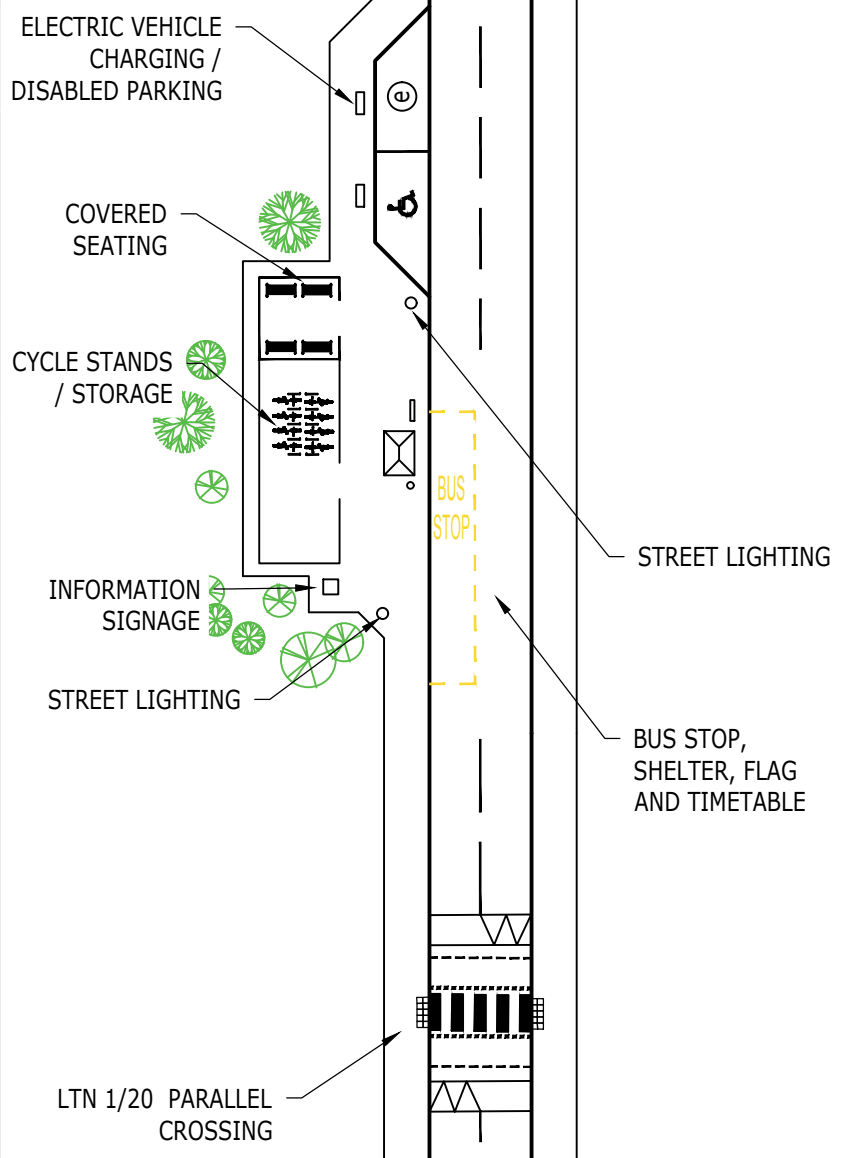 ELECTRIC VEHICLE
CHARGING /
DISABLED PARKING
e
COVERED
SEATING
CYCLE STANDS
/ STORAGE
BUS
STOP
STREET LIGHTING
INFORMATION
SIGNAGE
STREET LIGHTING
BUS STOP,
SHELTER, FLAG
AND TIMETABLE
LTN 1/20 PARALLEL
CROSSING